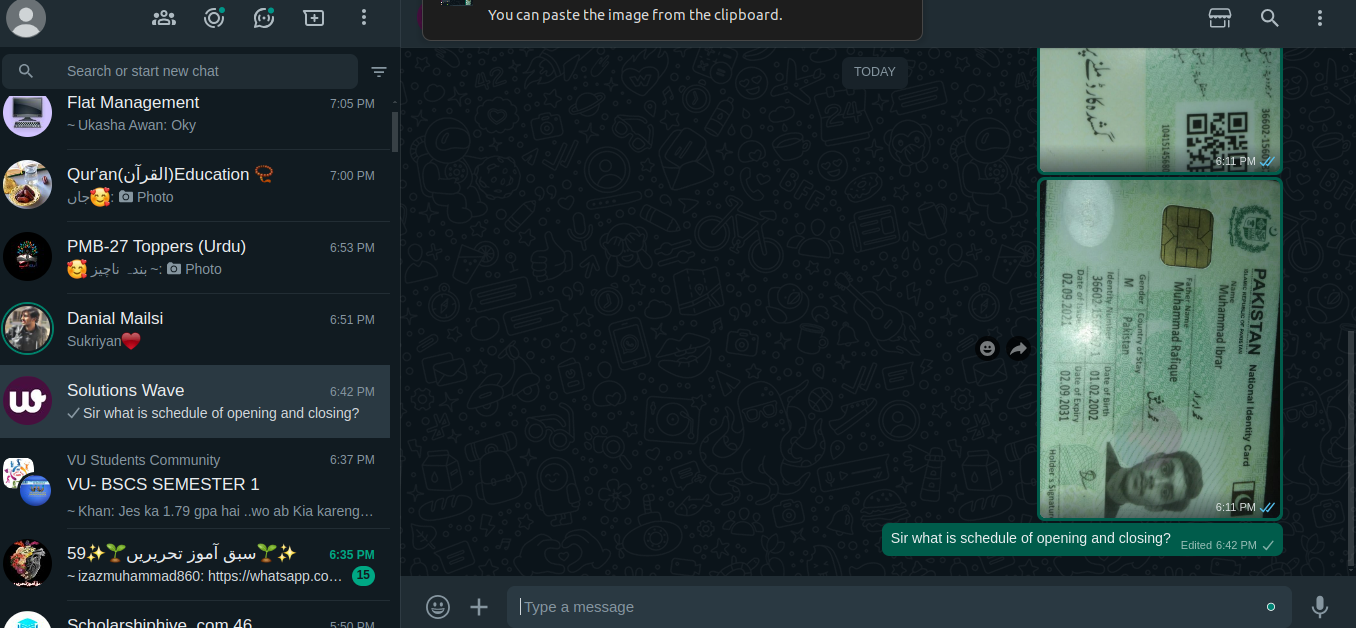 You can paste the image from the clipboard.
Search or start new chat
Flat Management
7:05 PM
~ Ukasha Awan: Oky
Qur'an(القرآن)Education
7:00 PM
جاں🥰: Photo
PMB-27 Toppers (Urdu)
6:53 PM
🥰 بندہ ناچیز ~: Photo
Danial Mailsi
6:51 PM
Sukriyan♥️
Solutions Wave
6:42 PM
Sir what is schedule of opening and closing?
VU Students Community
6:37 PM
VU- BSCS SEMESTER 1
~ Khan: Jes ka 1.79 gpa hai ..wo ab Kia kareng…
59✨🌱سبق آموز تحریریں🌱✨
6:35 PM
~ izazmuhammad860: https://whatsapp.co…
15
Scholarshiphive .com 46
5:50 PM
TODAY
گمشدہ کارڈ ملنے پر
6:11 PM
PAKISTAN National Identity Card
ISLAMIC REPUBLIC OF PAKISTAN
Name
Muhammad Ibrar
Father Name
Muhammad Rafique
Gender
Country of Stay
M
Pakistan
Identity Number
Date of Birth
01.02.2002
Date of Issue
Date of Expiry
02.09.2021
02.09.2031
Holder's Signature
6:11 PM
Sir what is schedule of opening and closing?
Edited 6:42 PM
Type a message